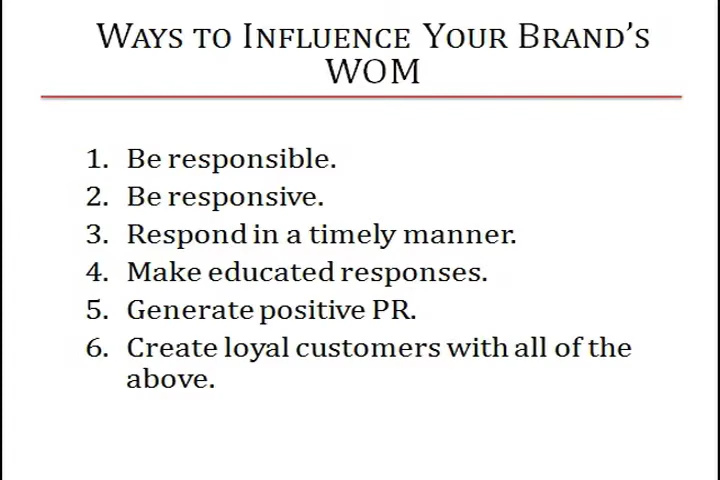 Ways to Influence Your Brand’s
WOM
1. Be responsible.
2. Be responsive.
3. Respond in a timely manner.
4. Make educated responses.
5. Generate positive PR.
6. Create loyal customers with all of the
above.